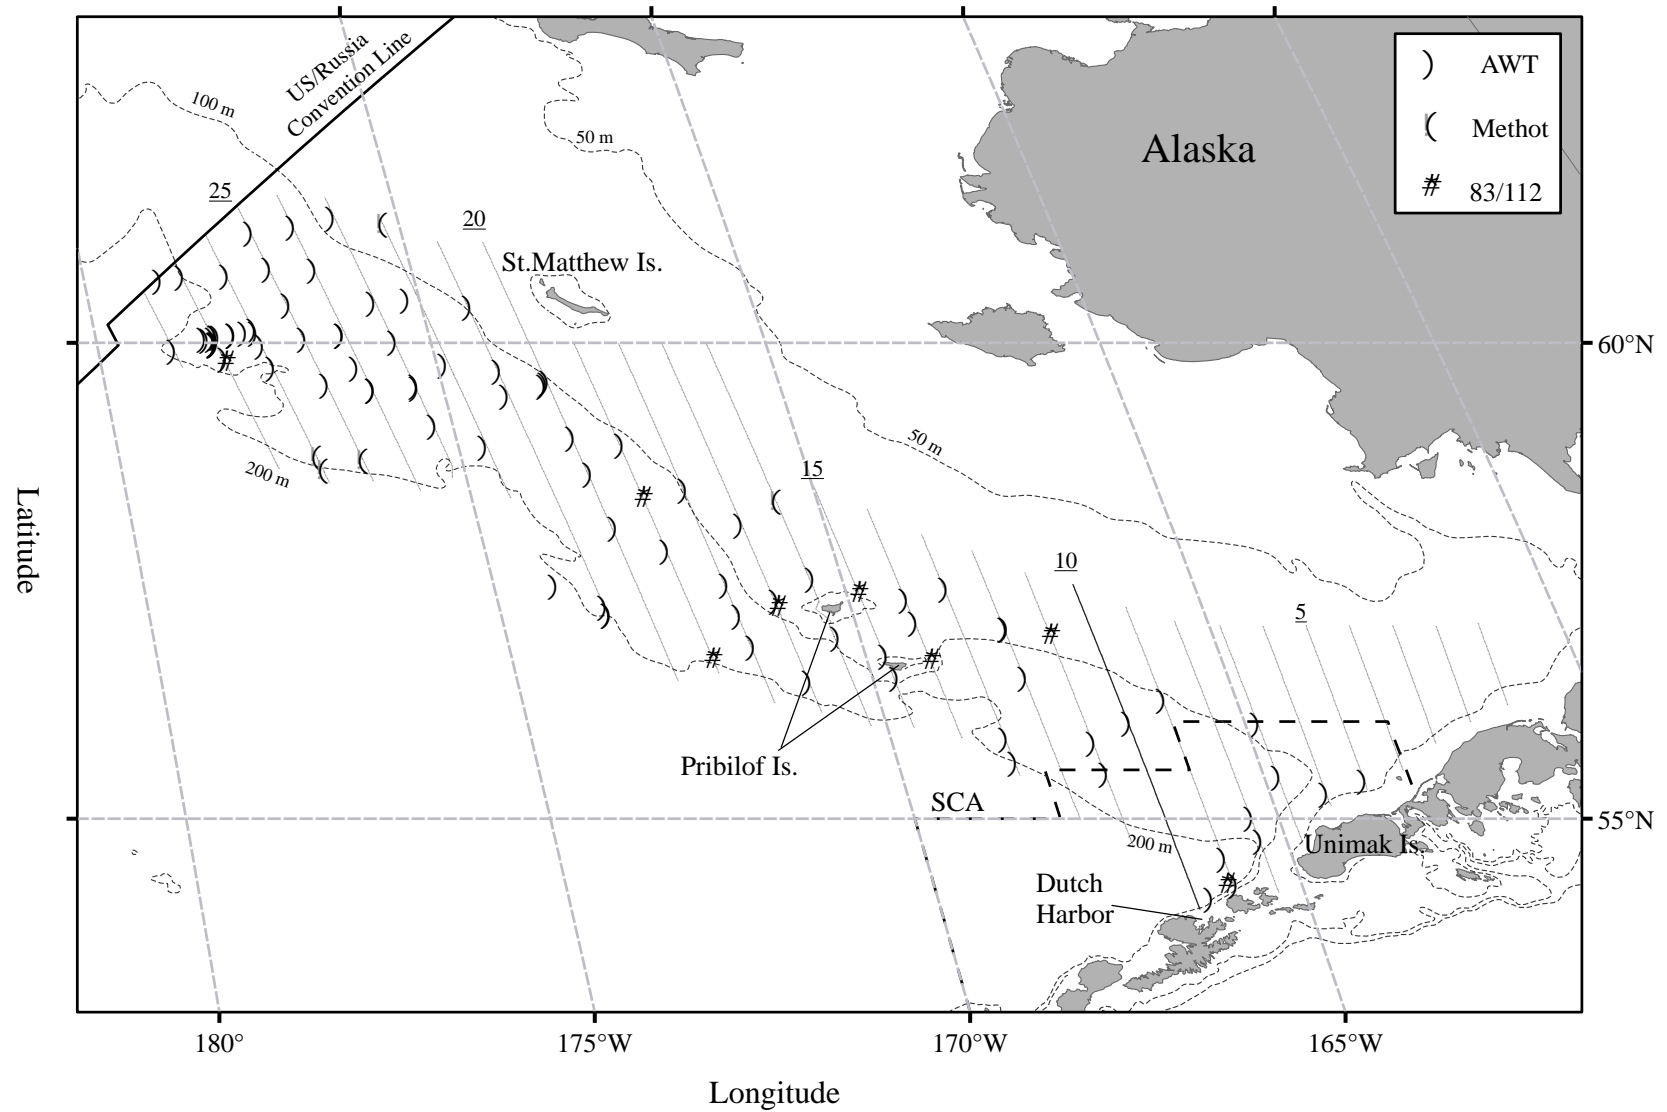 US/Russia
Convention Line
100 m
50 m
Alaska
) AWT
( Methot
# 83/112
25
20
St.Matthew Is.
60°N
50 m
200 m
15
10
5
Pribilof Is.
SCA
55°N
200 m
Unimak Is.
Dutch
Harbor
Latitude
180°
175°W
170°W
165°W
Longitude